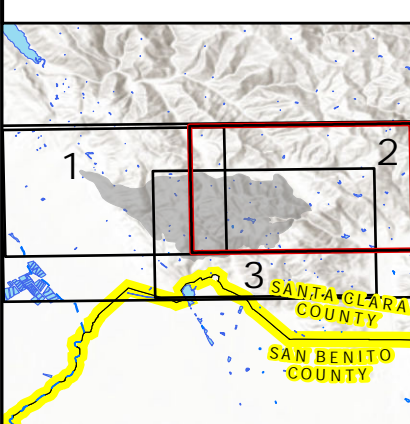 1
2
3
SANTA CLARA
COUNTY
SAN BENITO
COUNTY